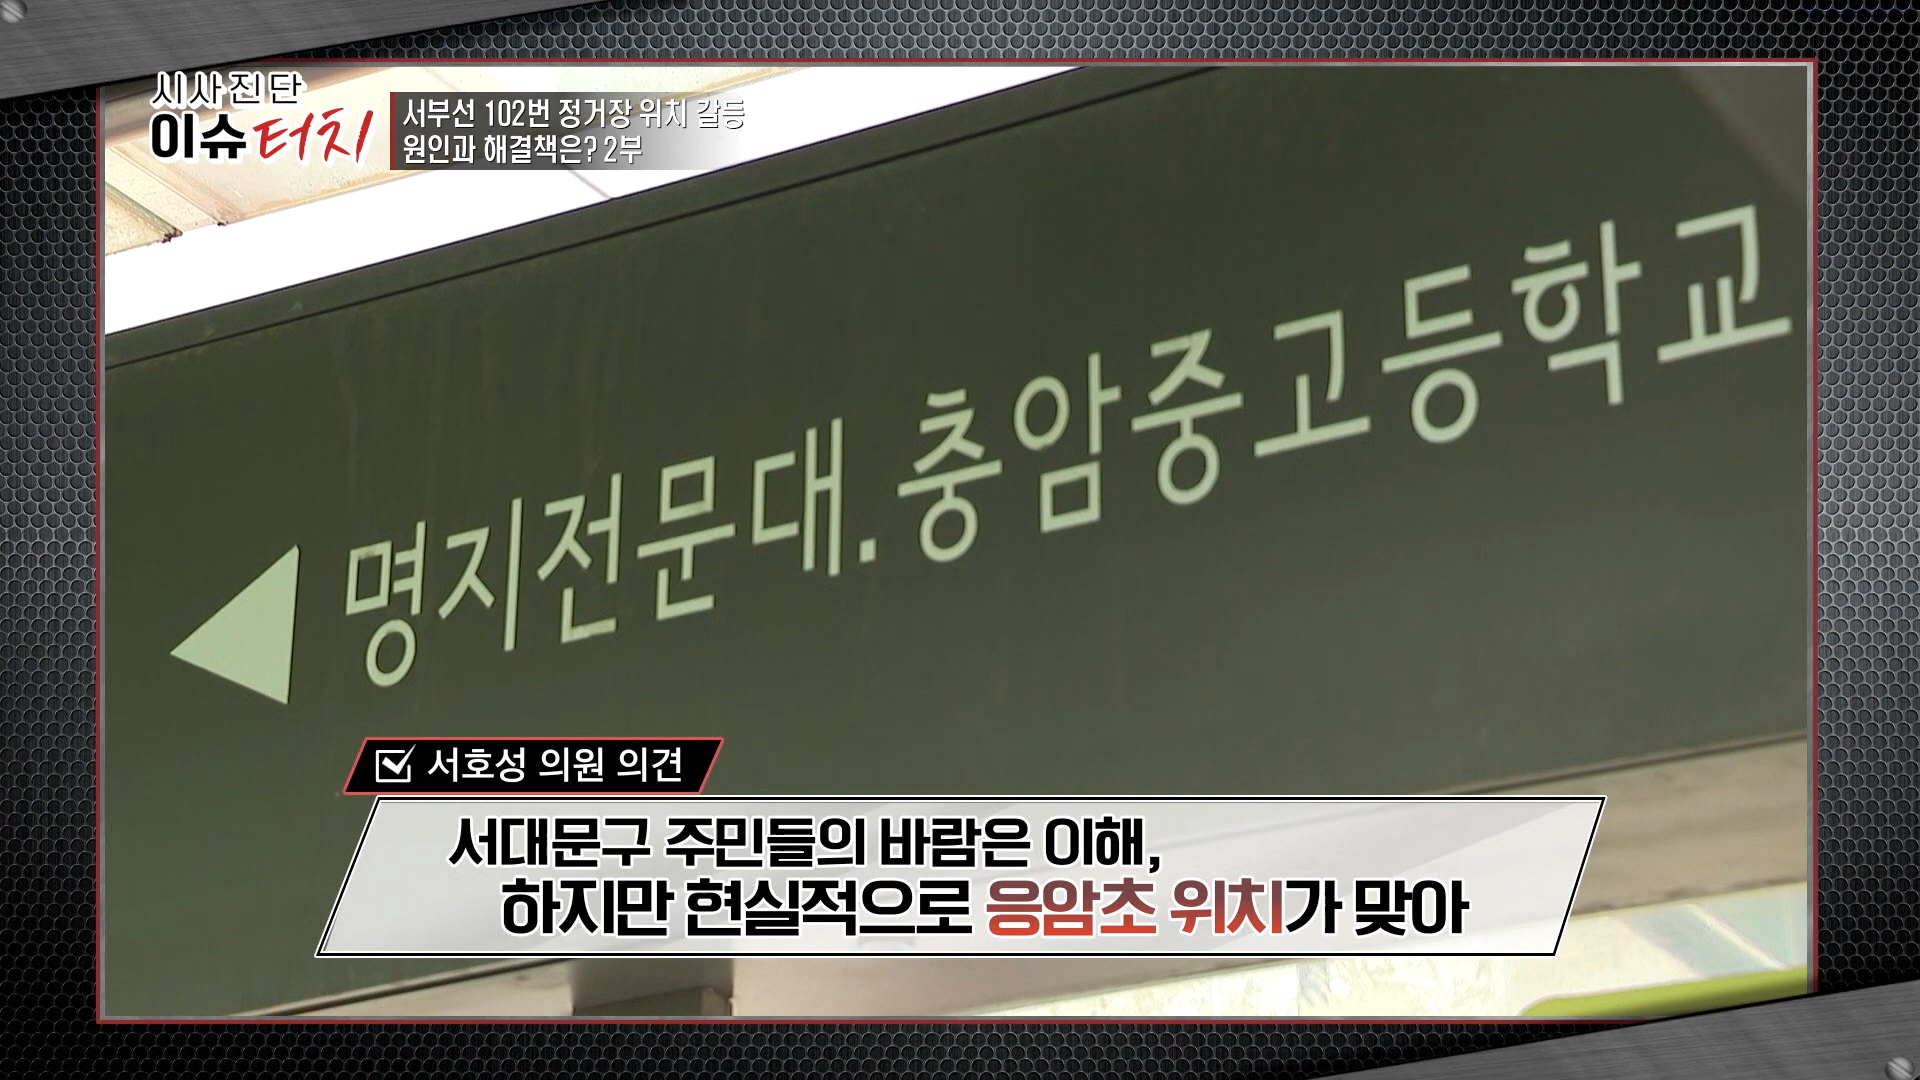 시사진단
이슈터치
서부선 102번 정거장 위치 갈등
원인과 해결책은? 2부
명지전문대.충암중고등학교
서호성 의원 의견
서대문구 주민들의 바람은 이해,
하지만 현실적으로 응암초 위치가 맞아